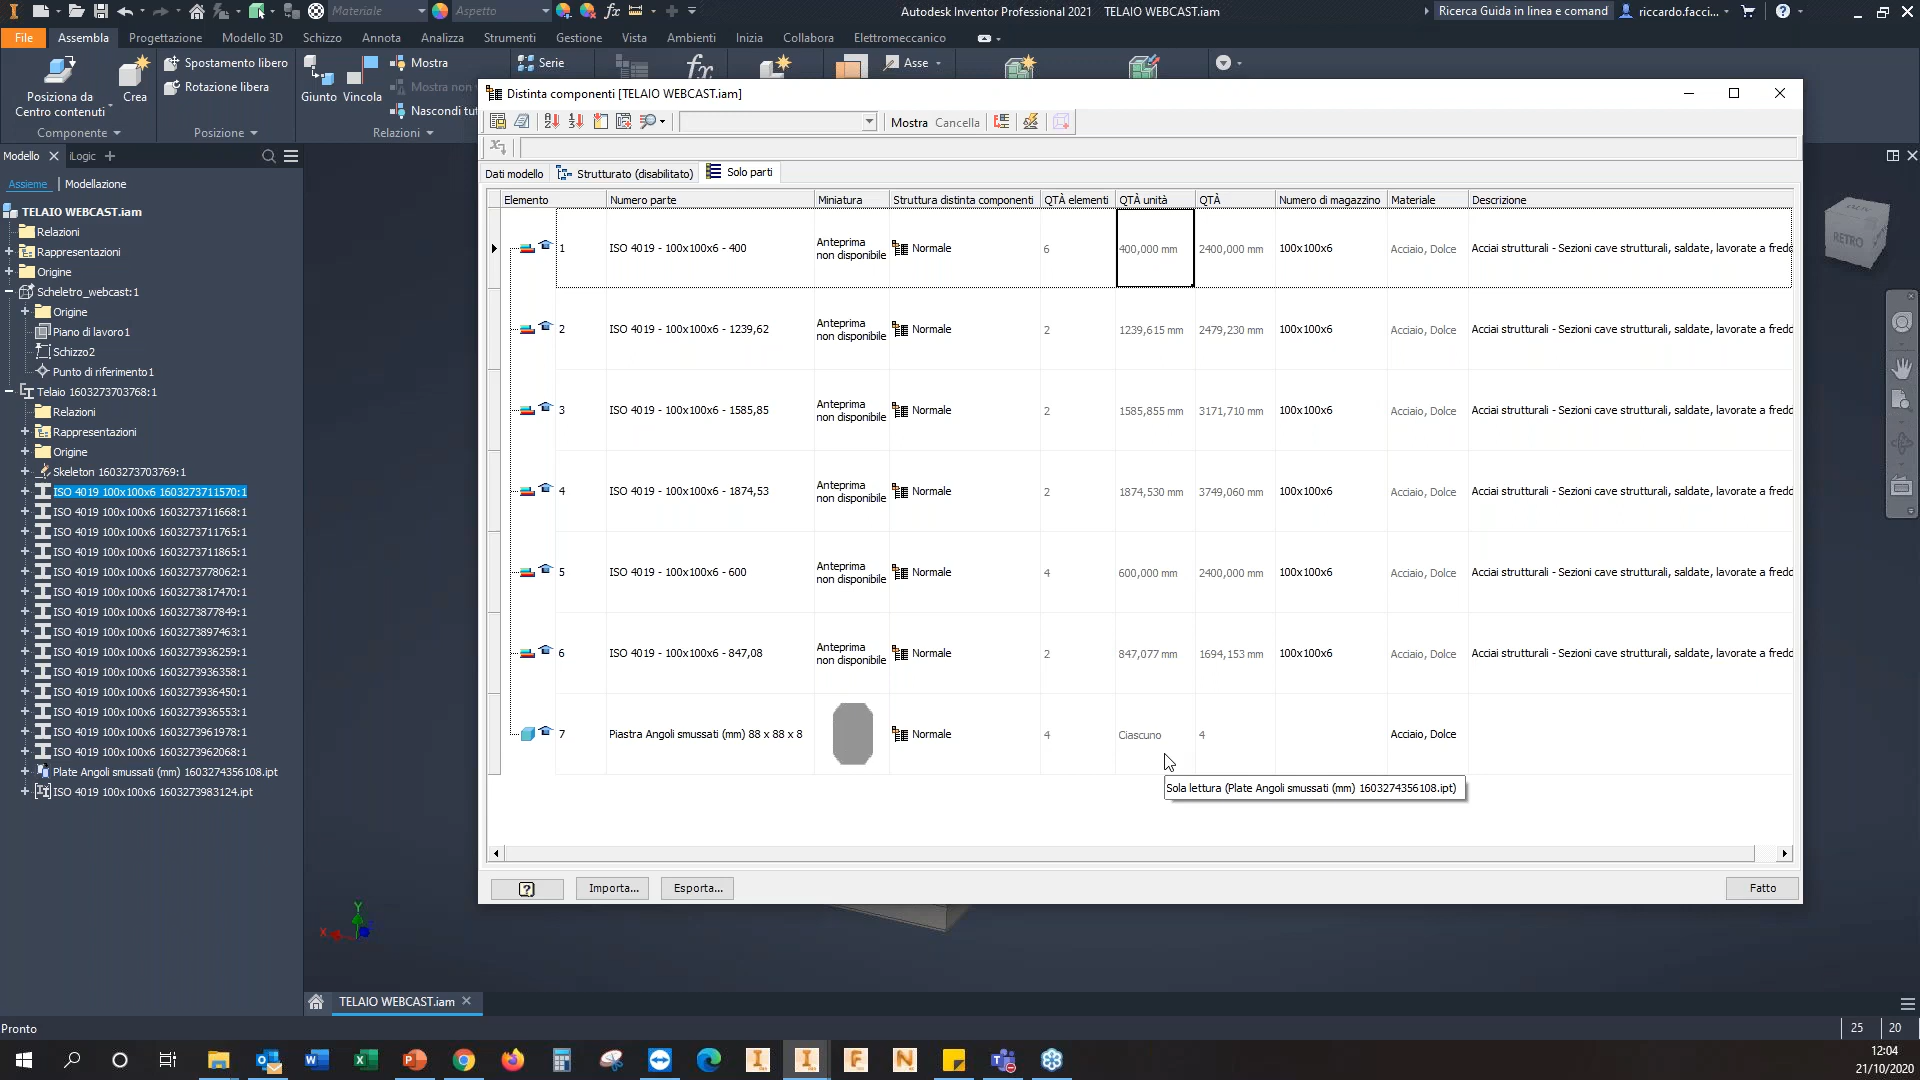 Materiale
Aspetto
Autodesk Inventor Professional 2021 TELAIO WEBCAST.iam
Ricerca Guida in linea e comand
riccardo.facci...
File Assembla Progettazione Modello 3D Schizzo Annota Analizza Strumenti Gestione Vista Ambienti Inizia Collabora Elettromeccanico
Posiziona da
Centro contenuti
Crea
Spostamento libero
Rotazione libera
Giunto Vincola
Mostra
Mostra non
Nascondi tut
Serie
Asse
Componente
Posizione
Relazioni
Modello
iLogic
Assieme | Modellazione
TELAIO WEBCAST.iam
Relazioni
Rappresentazioni
Origine
Scheletro_webcast:1
Origine
Piano di lavoro1
Schizzo2
Punto di riferimento1
Telaio 1603273703768:1
Relazioni
Rappresentazioni
Origine
Skeleton 1603273703769:1
ISO 4019 100x100x6 1603273711570:1
ISO 4019 100x100x6 1603273711668:1
ISO 4019 100x100x6 1603273711765:1
ISO 4019 100x100x6 1603273711865:1
ISO 4019 100x100x6 1603273778062:1
ISO 4019 100x100x6 1603273817470:1
ISO 4019 100x100x6 1603273877849:1
ISO 4019 100x100x6 1603273897463:1
ISO 4019 100x100x6 1603273936259:1
ISO 4019 100x100x6 1603273936358:1
ISO 4019 100x100x6 1603273936450:1
ISO 4019 100x100x6 1603273936553:1
ISO 4019 100x100x6 1603273961978:1
ISO 4019 100x100x6 1603273962068:1
Plate Angoli smussati (mm) 1603274356108.ipt
ISO 4019 100x100x6 1603273983124.ipt
Distinta componenti [TELAIO WEBCAST.iam]
Mostra Cancella
Dati modello Strutturato (disabilitato) Solo parti
Elemento Numero parte Miniatura Struttura distinta componenti QTÀ elementi QTÀ unità QTÀ Numero di magazzino Materiale Descrizione
1 ISO 4019 - 100x100x6 - 400 Anteprima non disponibile Normale 6 400,000 mm 2400,000 mm 100x100x6 Acciaio, Dolce Acciai strutturali - Sezioni cave strutturali, saldate, lavorate a fredd
2 ISO 4019 - 100x100x6 - 1239,62 Anteprima non disponibile Normale 2 1239,615 mm 2479,230 mm 100x100x6 Acciaio, Dolce Acciai strutturali - Sezioni cave strutturali, saldate, lavorate a fredd
3 ISO 4019 - 100x100x6 - 1585,85 Anteprima non disponibile Normale 2 1585,855 mm 3171,710 mm 100x100x6 Acciaio, Dolce Acciai strutturali - Sezioni cave strutturali, saldate, lavorate a fredd
4 ISO 4019 - 100x100x6 - 1874,53 Anteprima non disponibile Normale 2 1874,530 mm 3749,060 mm 100x100x6 Acciaio, Dolce Acciai strutturali - Sezioni cave strutturali, saldate, lavorate a fredd
5 ISO 4019 - 100x100x6 - 600 Anteprima non disponibile Normale 4 600,000 mm 2400,000 mm 100x100x6 Acciaio, Dolce Acciai strutturali - Sezioni cave strutturali, saldate, lavorate a fredd
6 ISO 4019 - 100x100x6 - 847,08 Anteprima non disponibile Normale 2 847,077 mm 1694,153 mm 100x100x6 Acciaio, Dolce Acciai strutturali - Sezioni cave strutturali, saldate, lavorate a fredd
7 Piastra Angoli smussati (mm) 88 x 88 x 8 Normale 4 Ciascuno 4 Acciaio, Dolce
Sola lettura (Plate Angoli smussati (mm) 1603274356108.ipt)
Importa... Esporta... Fatto
RETRO
Y
X
TELAIO WEBCAST.iam
Pronto
25 20
12:04
21/10/2020